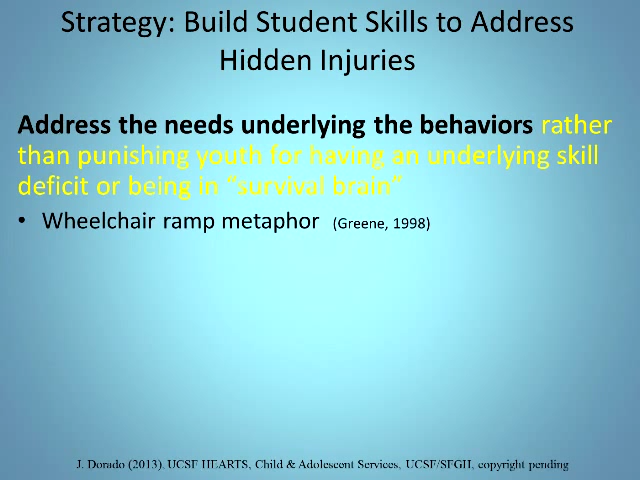 Strategy: Build Student Skills to Address
Hidden Injuries
Address the needs underlying the behaviors rather
than punishing youth for having an underlying skill
deficit or being in “survival brain”
• Wheelchair ramp metaphor (Greene, 1998)
J. Dorado (2013), UCSF HEARTS, Child & Adolescent Services, UCSF/SFGH, copyright pending